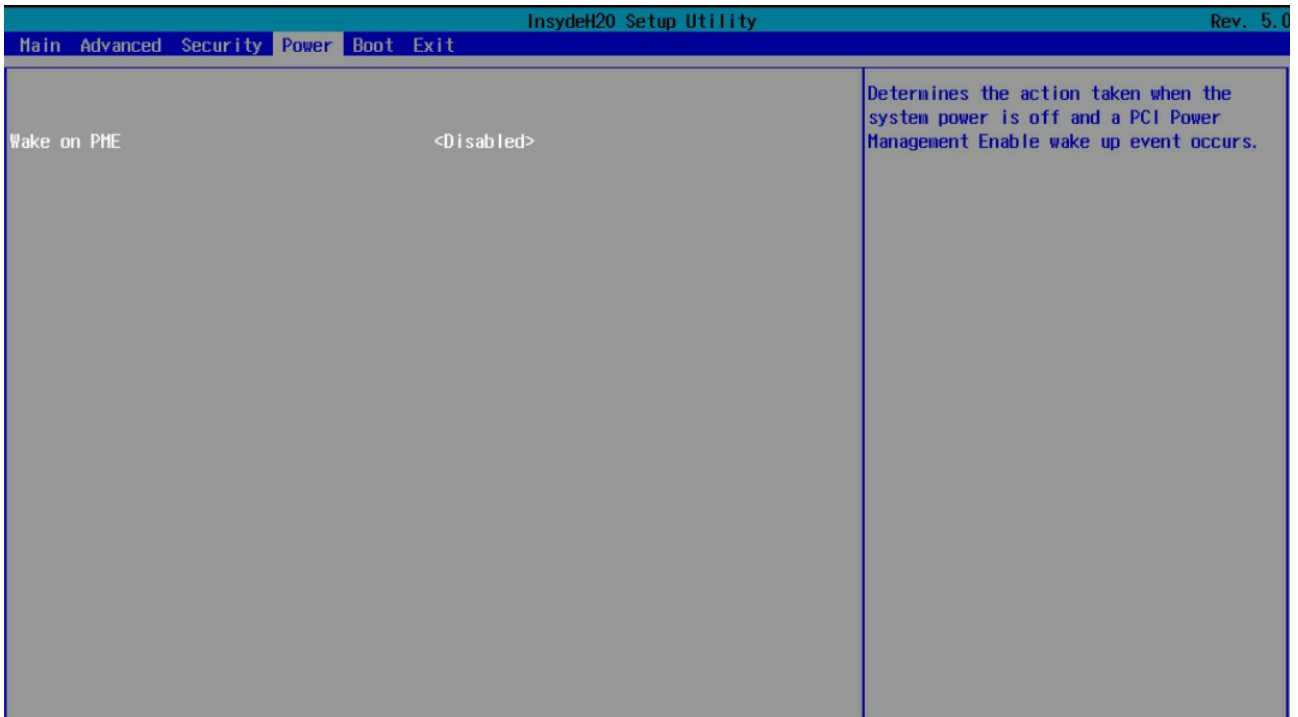 InsydeH20 Setup Utility Rev. 5.0
Main Advanced Security Power Boot Exit
Wake on PME <Disabled>
Determines the action taken when the
system power is off and a PCI Power
Management Enable wake up event occurs.